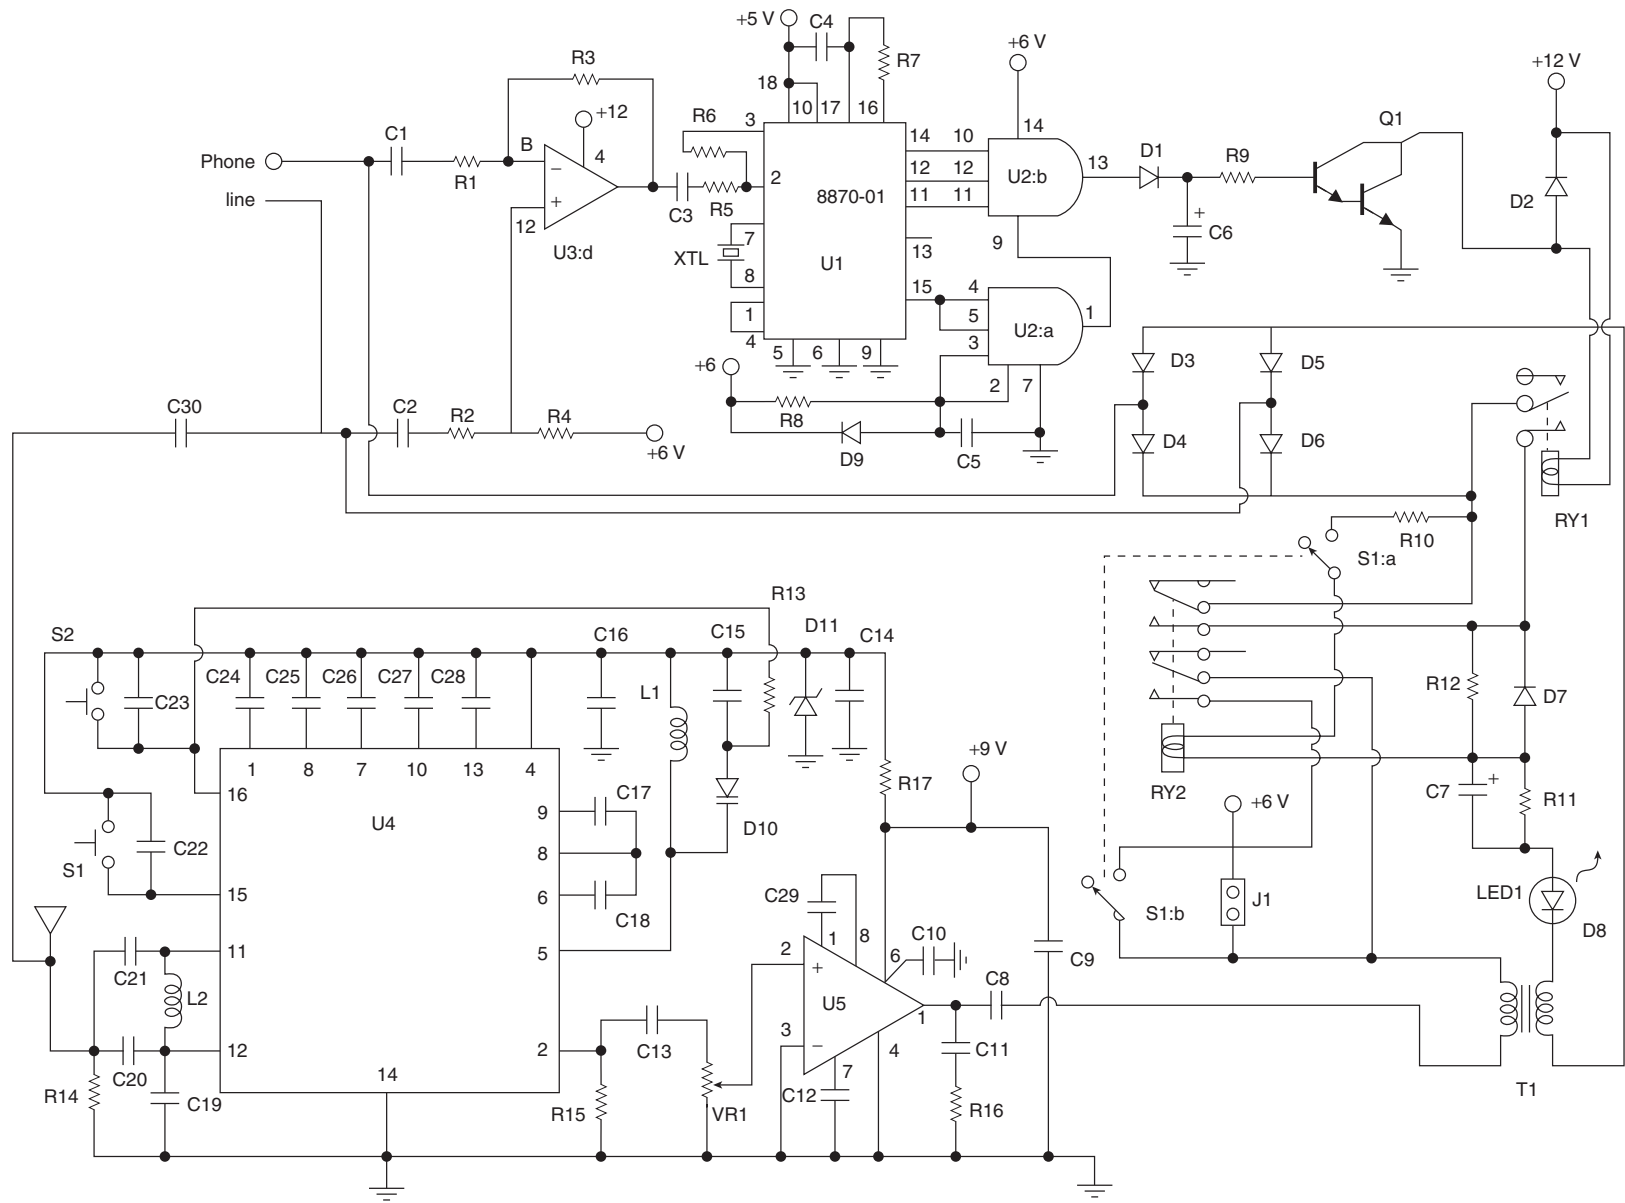 +5 V
C4
R7
+6 V
+12 V
R3
18
10
17
16
+12
C1
B
4
R6
3
14
10
14
Q1
Phone
−
13
D1
R9
R1
2
12
12
U2:b
D2
line
+
8870-01
11
11
12
C3
R5
+
C6
U3:d
7
9
XTL
13
U1
8
15
4
1
5
1
U2:a
4
3
5
6
9
D3
D5
+6
2
7
R8
C30
C2
R2
R4
D4
D6
+6 V
D9
C5
RY1
R10
S1:a
R13
S2
C16
C15
D11
C14
C24
C25
C26
C27
C28
L1
R12
D7
C23
1
8
7
10
13
4
+9 V
R17
RY2
C7
+
R11
16
9
C17
+6 V
U4
D10
C22
8
S1
15
6
C29
LED1
C18
J1
S1:b
1
8
C10
D8
11
5
2
6
C9
C21
+
C8
L2
U5
1
3
12
2
−
4
C11
C20
C13
14
7
R14
C19
R15
VR1
C12
R16
T1